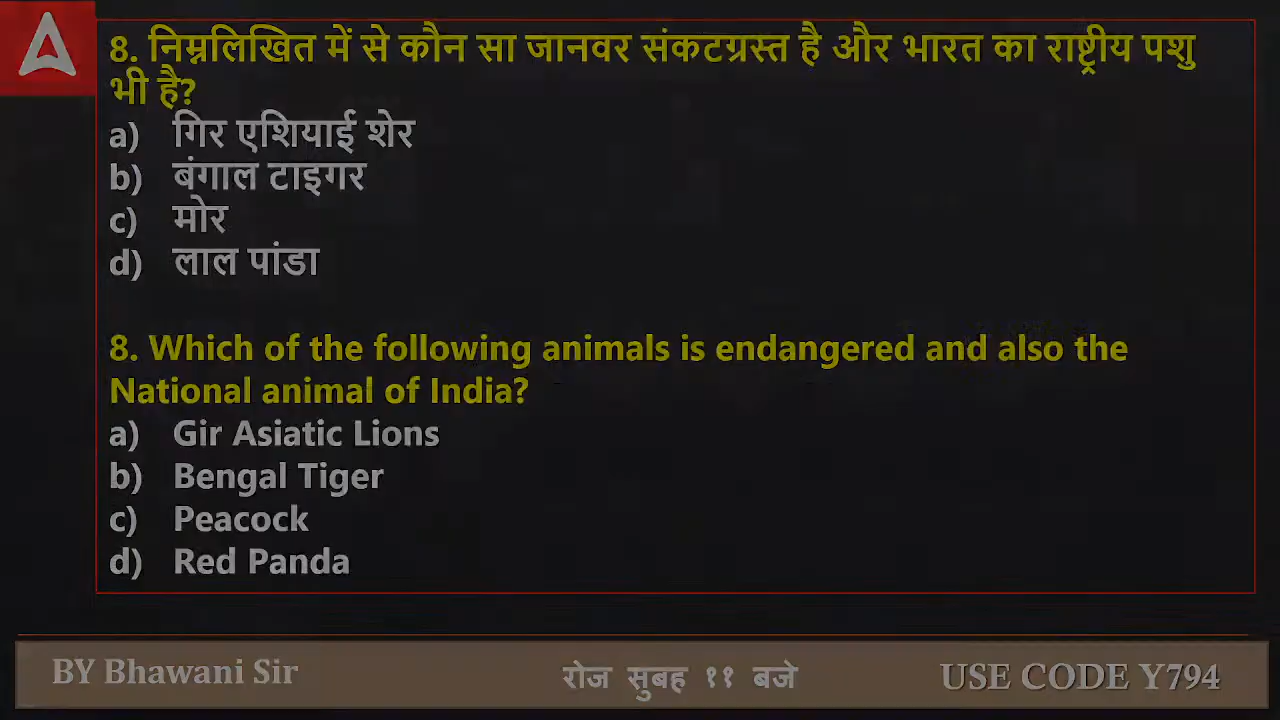 8. निम्नलिखित में से कौन सा जानवर संकटग्रस्त है और भारत का राष्ट्रीय पशु
भी है?
a) गिर एशियाई शेर
b) बंगाल टाइगर
c) मोर
d) लाल पांडा
8. Which of the following animals is endangered and also the
National animal of India?
a) Gir Asiatic Lions
b) Bengal Tiger
c) Peacock
d) Red Panda
BY Bhawani Sir रोज सुबह ११ बजे USE CODE Y794